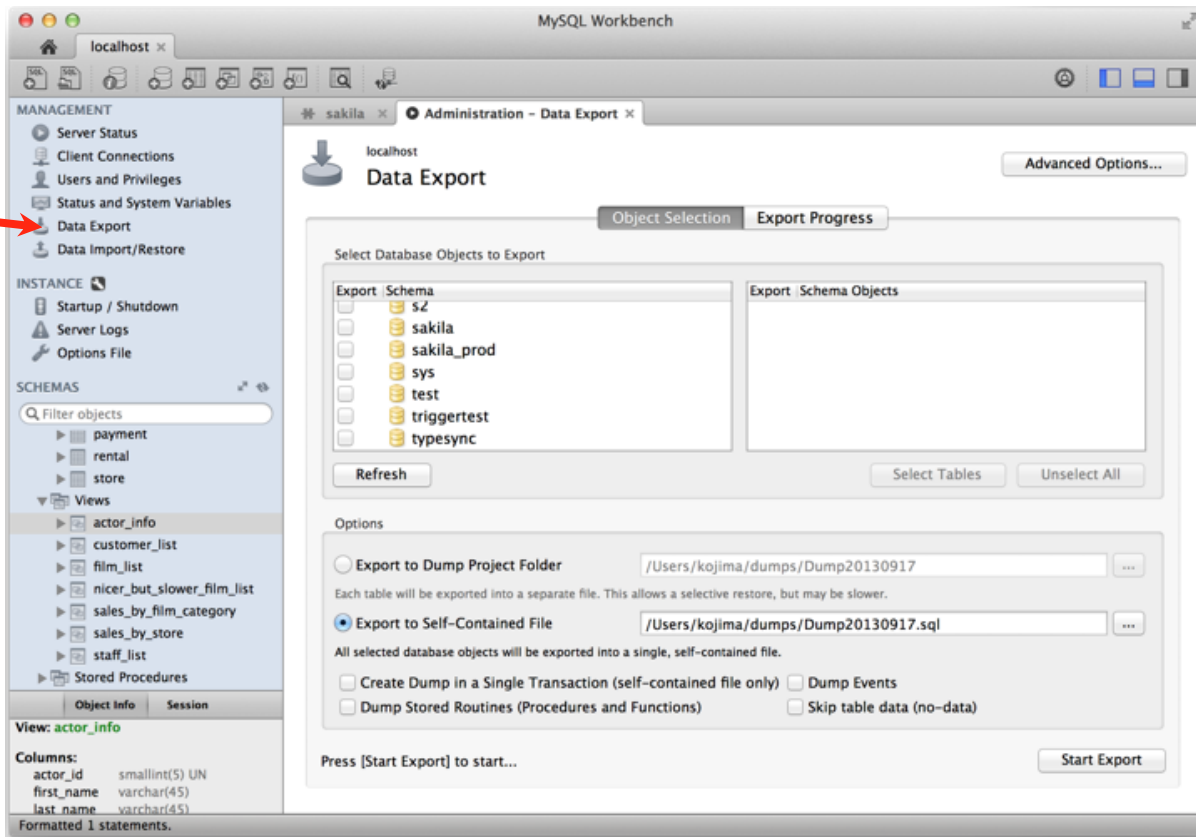 MySQL Workbench
localhost
MANAGEMENT
Server Status
Client Connections
Users and Privileges
Status and System Variables
Data Export
Data Import/Restore
INSTANCE
Startup / Shutdown
Server Logs
Options File
SCHEMAS
Filter objects
payment
rental
store
Views
actor_info
customer_list
film_list
nicer_but_slower_film_list
sales_by_film_category
sales_by_store
staff_list
Stored Procedures
Object Info Session
View: actor_info
Columns:
actor_id smallint(5) UN
first_name varchar(45)
last_name varchar(45)
Formatted 1 statements.
sakila Administration - Data Export
localhost
Data Export
Advanced Options...
Object Selection Export Progress
Select Database Objects to Export
Export Schema
s2
sakila
sakila_prod
sys
test
triggertest
typesync
Export Schema Objects
Refresh Select Tables Unselect All
Options
Export to Dump Project Folder /Users/kojima/dumps/Dump20130917 ...
Each table will be exported into a separate file. This allows a selective restore, but may be slower.
Export to Self-Contained File /Users/kojima/dumps/Dump20130917.sql ...
All selected database objects will be exported into a single, self-contained file.
Create Dump in a Single Transaction (self-contained file only) Dump Events
Dump Stored Routines (Procedures and Functions) Skip table data (no-data)
Press [Start Export] to start... Start Export